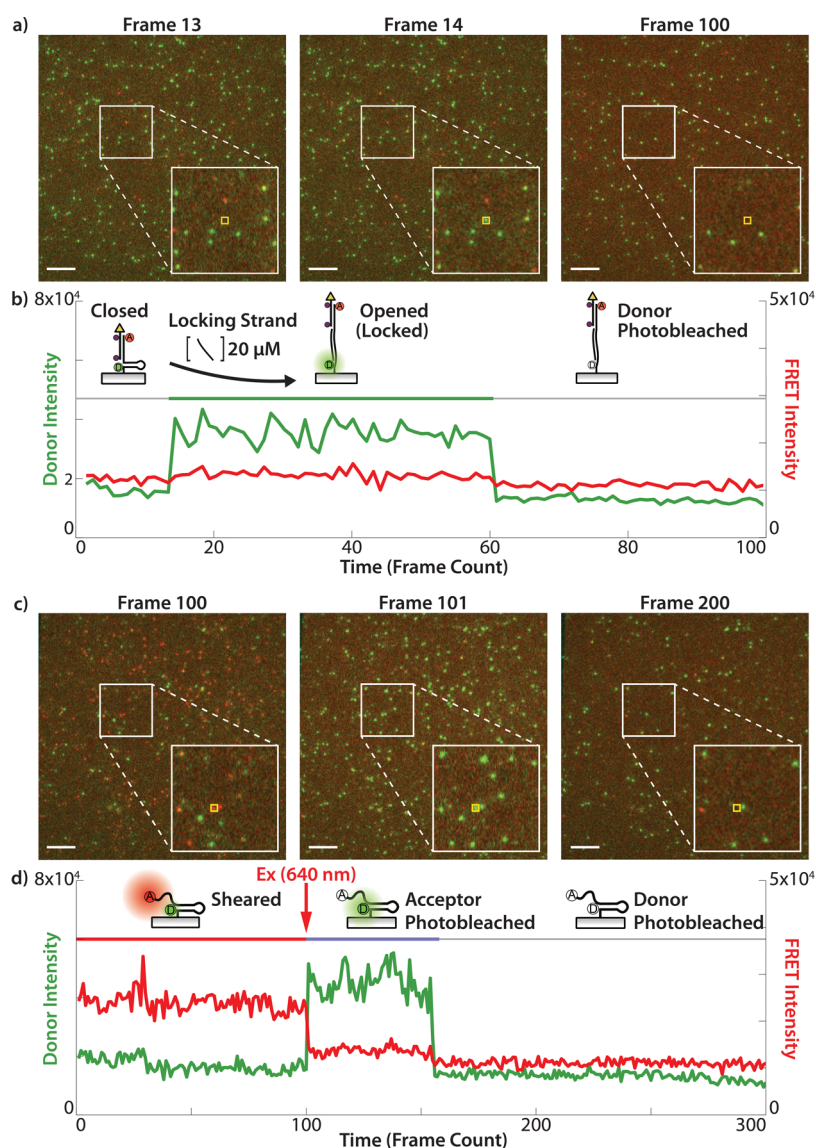 a)
Frame 13
Frame 14
Frame 100
b)
8x10⁴
5x10⁴
Closed
Locking Strand
20 µM
Opened
(Locked)
Donor
Photobleached
A
D
A
D
A
D
Donor Intensity
FRET Intensity
2
0
0
0
20
40
60
80
100
Time (Frame Count)
c)
Frame 100
Frame 101
Frame 200
d)
8x10⁴
5x10⁴
Ex (640 nm)
Sheared
Acceptor
Photobleached
Donor
Photobleached
A
D
A
D
A
D
Donor Intensity
FRET Intensity
0
0
0
100
200
300
Time (Frame Count)